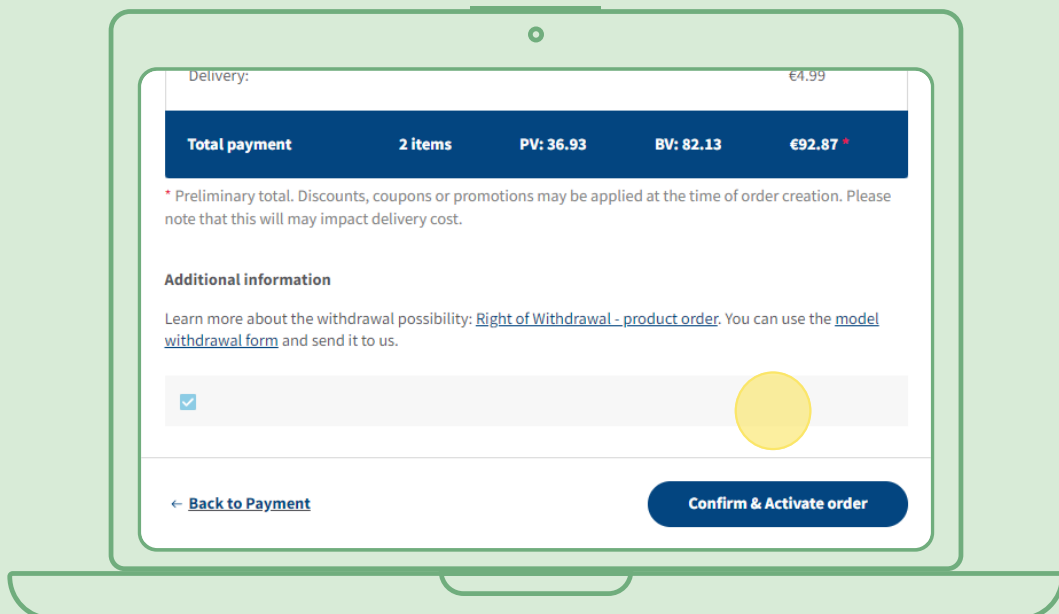 Delivery: €4.99
Total payment 2 items PV: 36.93 BV: 82.13 €92.87 *
* Preliminary total. Discounts, coupons or promotions may be applied at the time of order creation. Please
note that this will may impact delivery cost.
Additional information
Learn more about the withdrawal possibility: Right of Withdrawal - product order. You can use the model
withdrawal form and send it to us.
← Back to Payment Confirm & Activate order